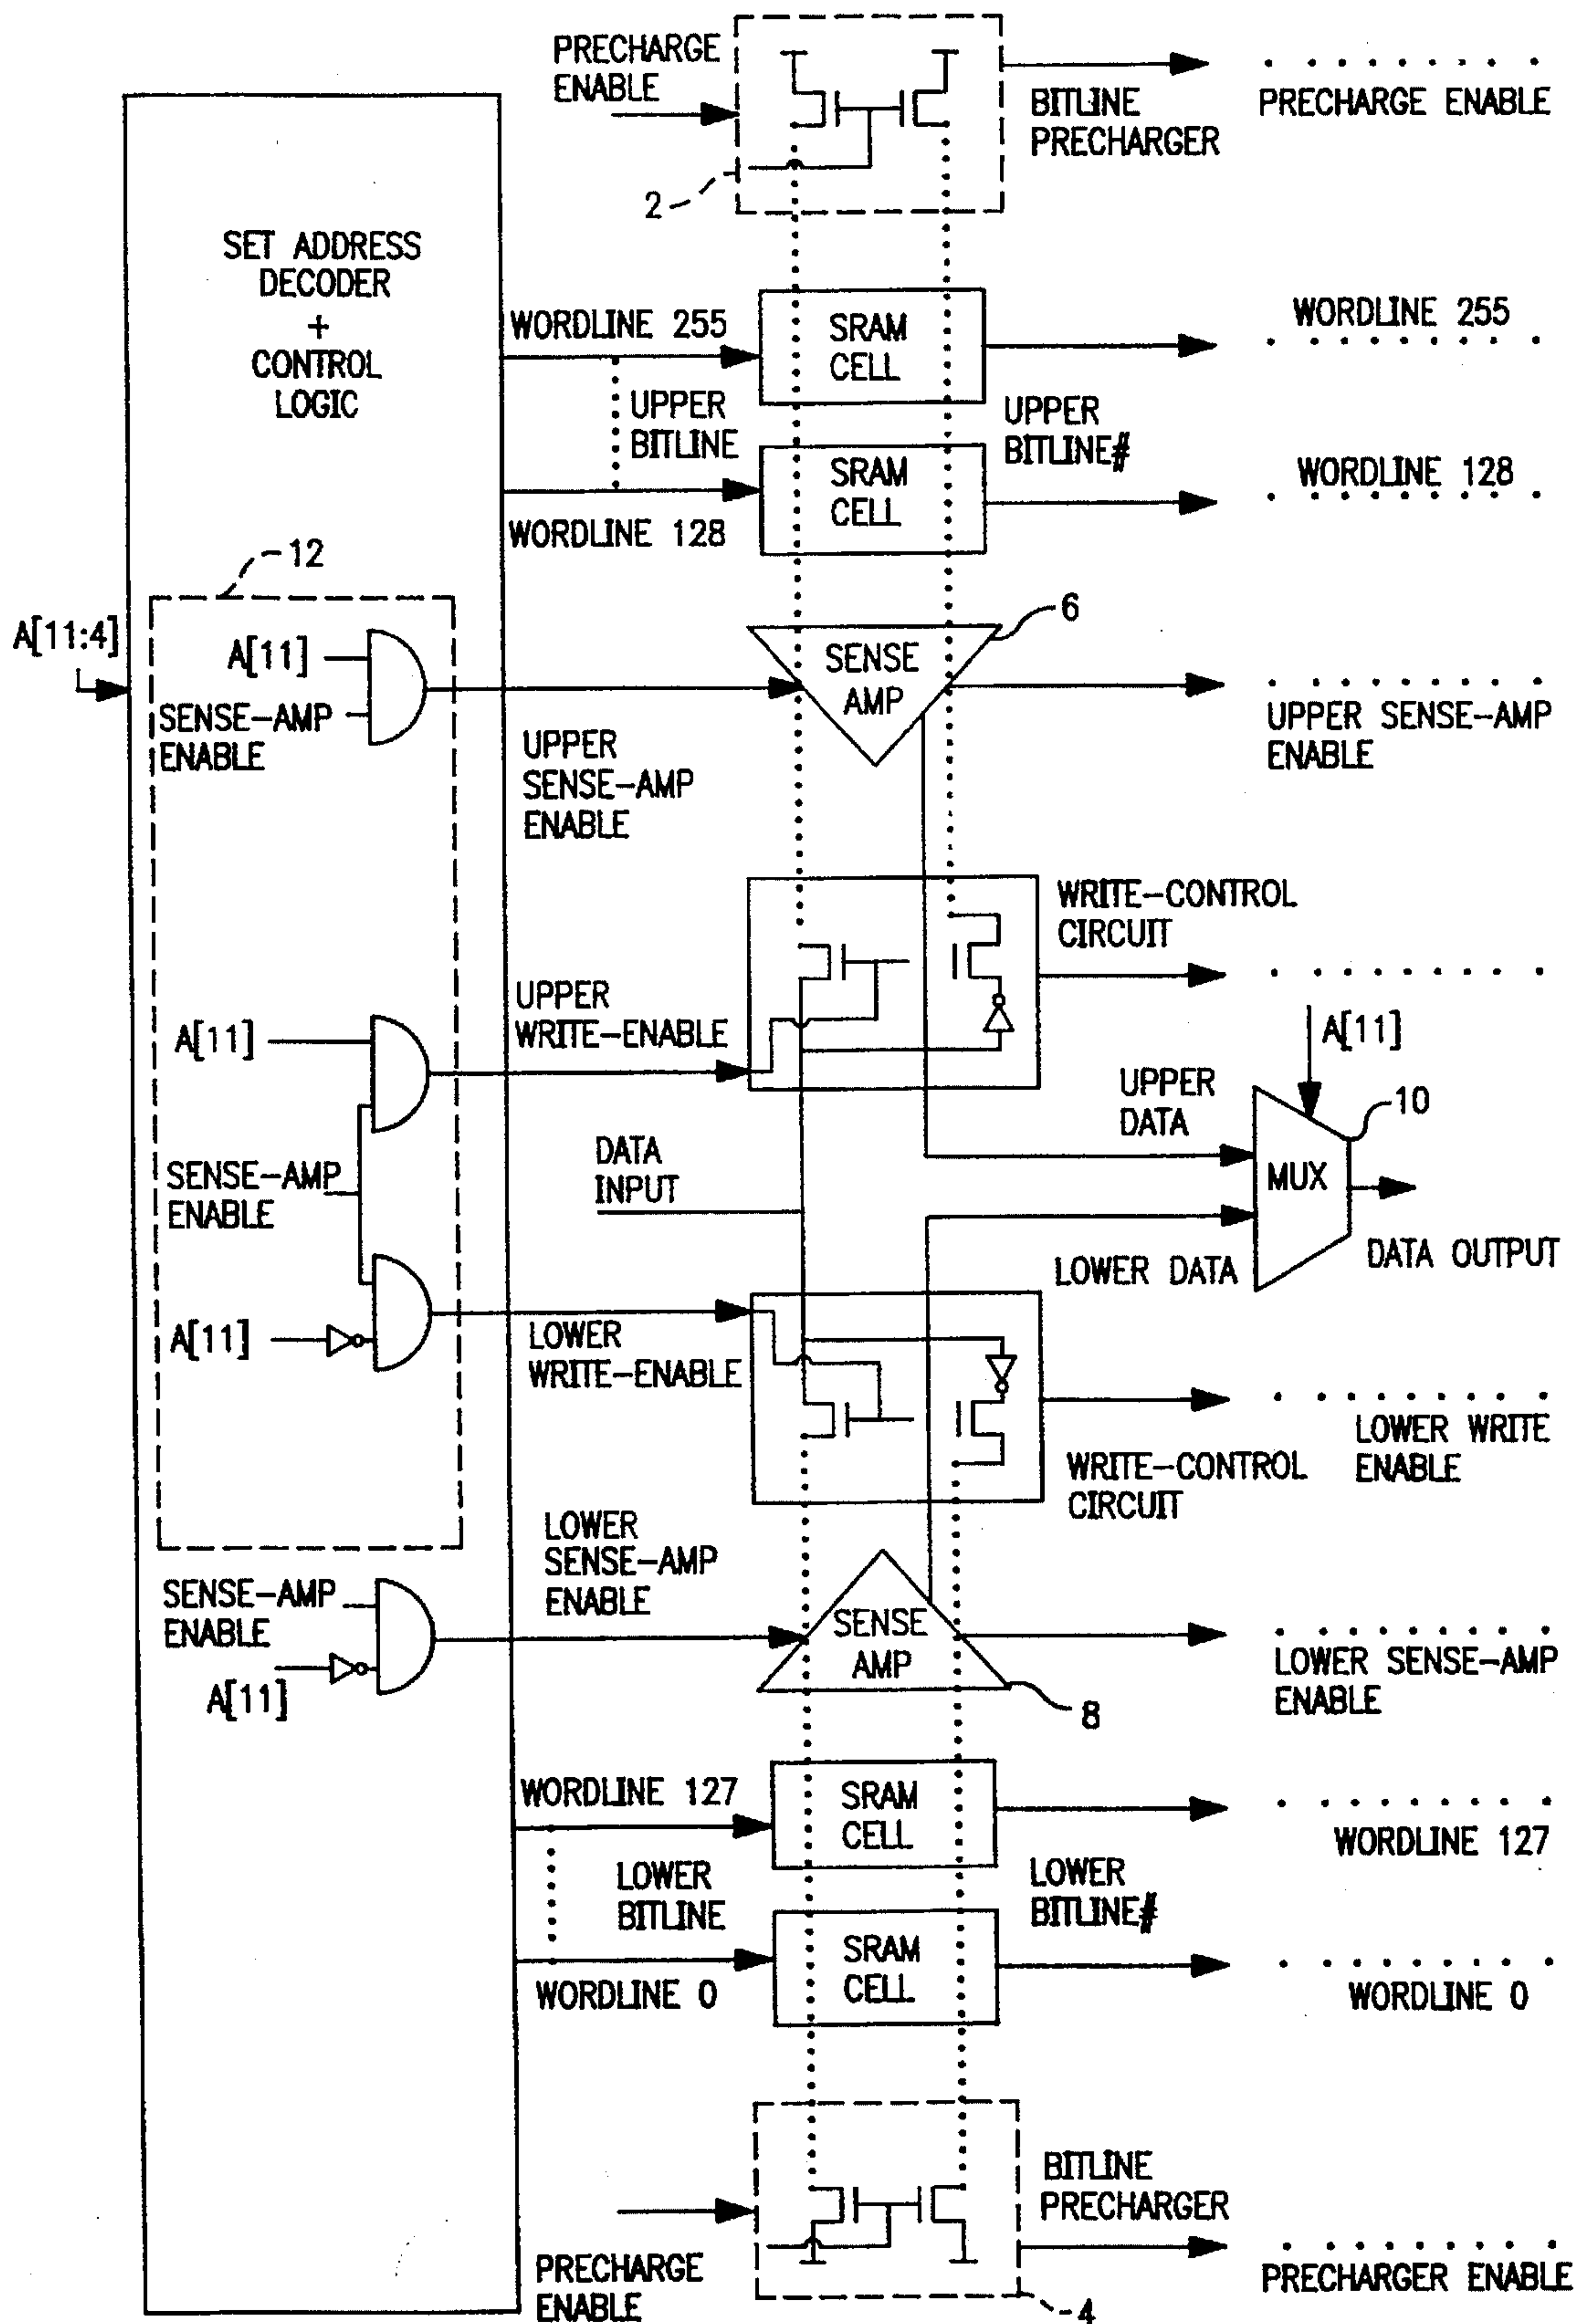 PRECHARGE
ENABLE
BITLINE
PRECHARGER
PRECHARGE ENABLE
2
SET ADDRESS
DECODER
+
CONTROL
LOGIC
WORDLINE 255
SRAM
CELL
WORDLINE 255
UPPER
BITLINE
UPPER
BITLINE#
WORDLINE 128
SRAM
CELL
WORDLINE 128
12
A[11:4]
A[11]
SENSE-AMP
ENABLE
UPPER
SENSE-AMP
ENABLE
SENSE
AMP
6
UPPER SENSE-AMP
ENABLE
WRITE-CONTROL
CIRCUIT
A[11]
UPPER
WRITE-ENABLE
A[11]
UPPER
DATA
10
MUX
DATA
INPUT
SENSE-AMP
ENABLE
LOWER DATA
DATA OUTPUT
A[11]
LOWER
WRITE-ENABLE
LOWER WRITE
ENABLE
WRITE-CONTROL
CIRCUIT
LOWER
SENSE-AMP
ENABLE
SENSE-AMP
ENABLE
A[11]
SENSE
AMP
8
LOWER SENSE-AMP
ENABLE
WORDLINE 127
SRAM
CELL
WORDLINE 127
LOWER
BITLINE
LOWER
BITLINE#
WORDLINE 0
SRAM
CELL
WORDLINE 0
BITLINE
PRECHARGER
PRECHARGE
ENABLE
PRECHARGER ENABLE
4